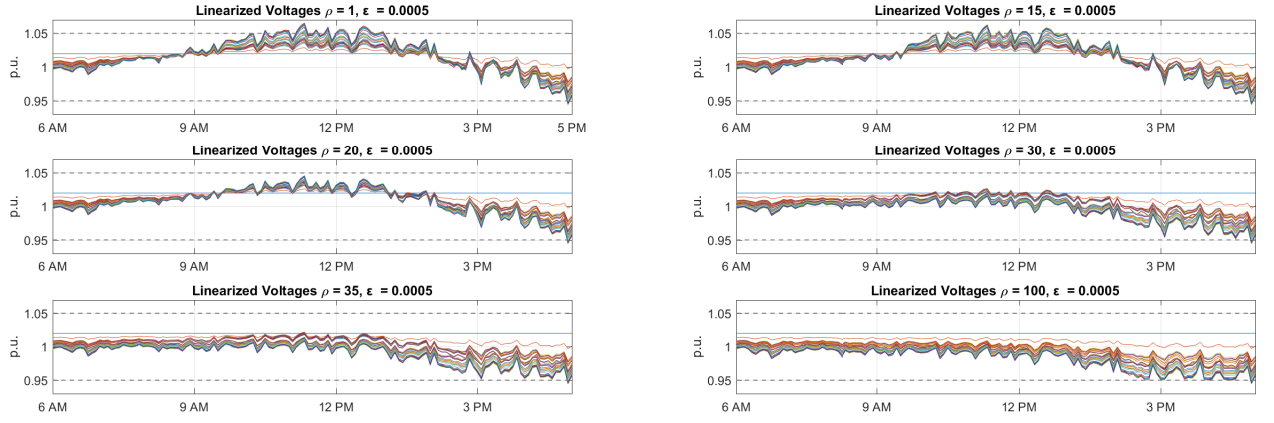 Linearized Voltages ρ = 1, ε = 0.0005
1.05
1
0.95
p.u.
6 AM 9 AM 12 PM 3 PM 5 PM
Linearized Voltages ρ = 15, ε = 0.0005
1.05
1
0.95
p.u.
6 AM 9 AM 12 PM 3 PM
Linearized Voltages ρ = 20, ε = 0.0005
1.05
1
0.95
p.u.
6 AM 9 AM 12 PM 3 PM
Linearized Voltages ρ = 30, ε = 0.0005
1.05
1
0.95
p.u.
6 AM 9 AM 12 PM 3 PM
Linearized Voltages ρ = 35, ε = 0.0005
1.05
1
0.95
p.u.
6 AM 9 AM 12 PM 3 PM
Linearized Voltages ρ = 100, ε = 0.0005
1.05
1
0.95
p.u.
6 AM 9 AM 12 PM 3 PM